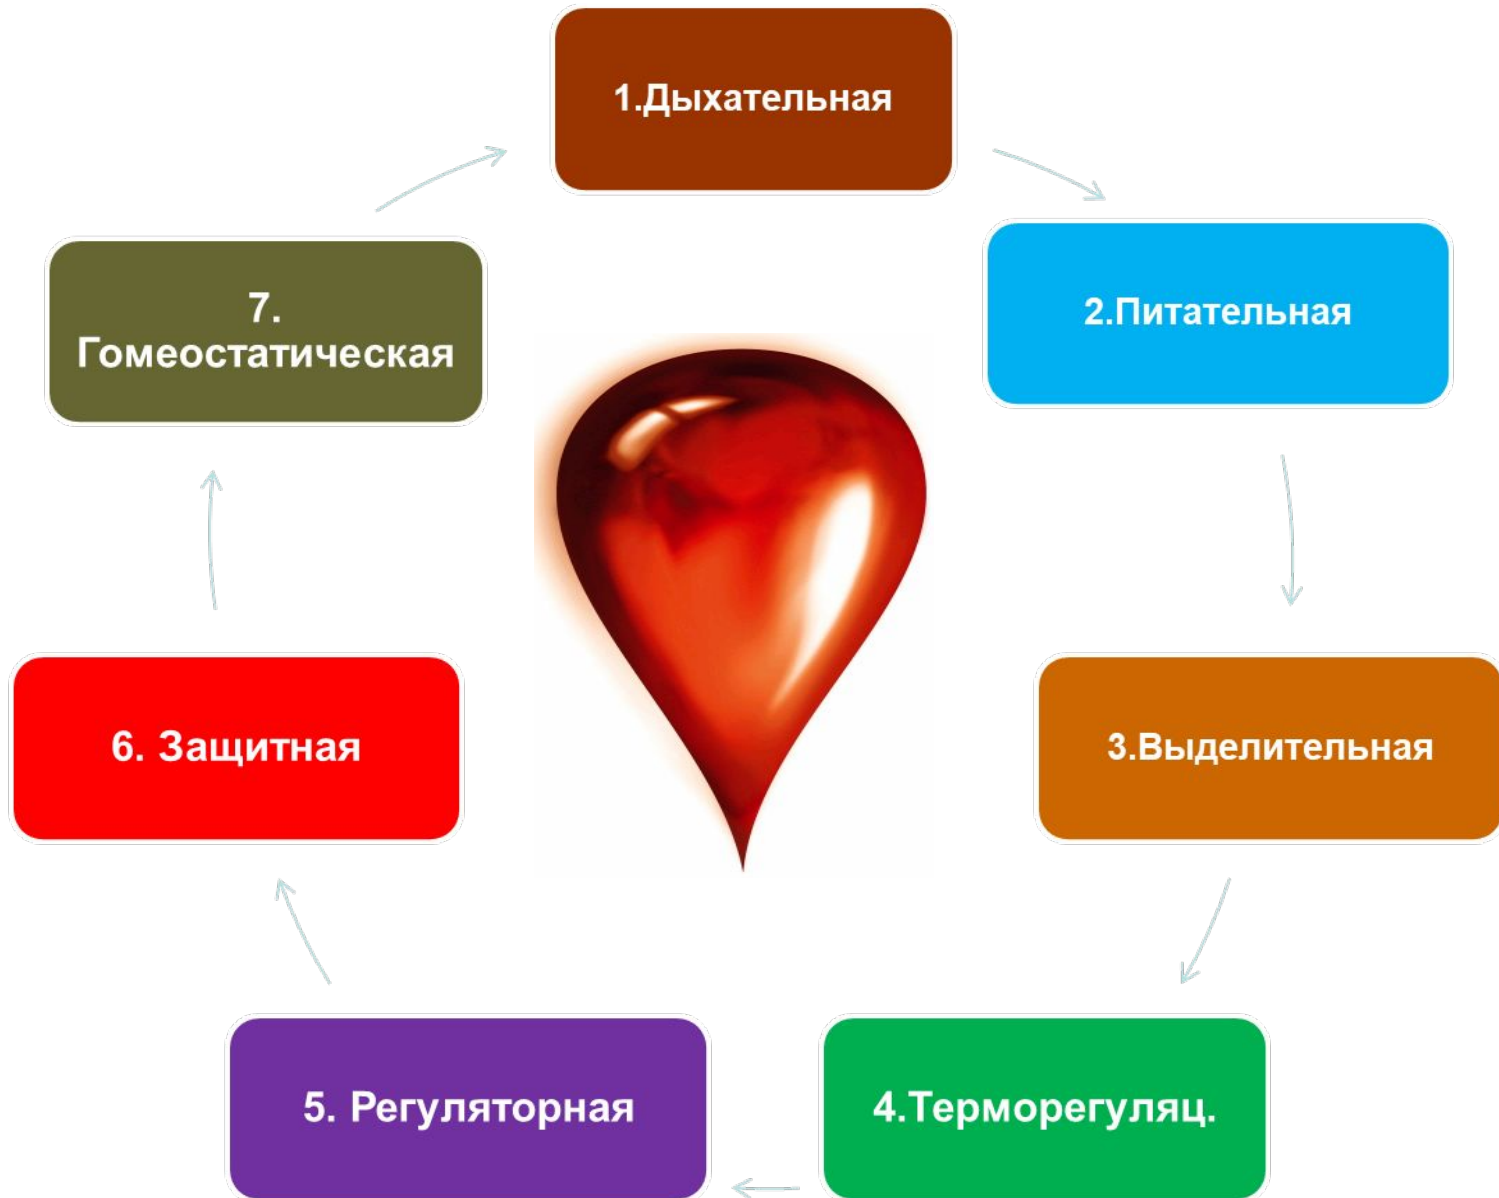 1.Дыхательная
2.Питательная
3.Выделительная
4.Терморегуляц.
5. Регуляторная
6. Защитная
7.
Гомеостатическая